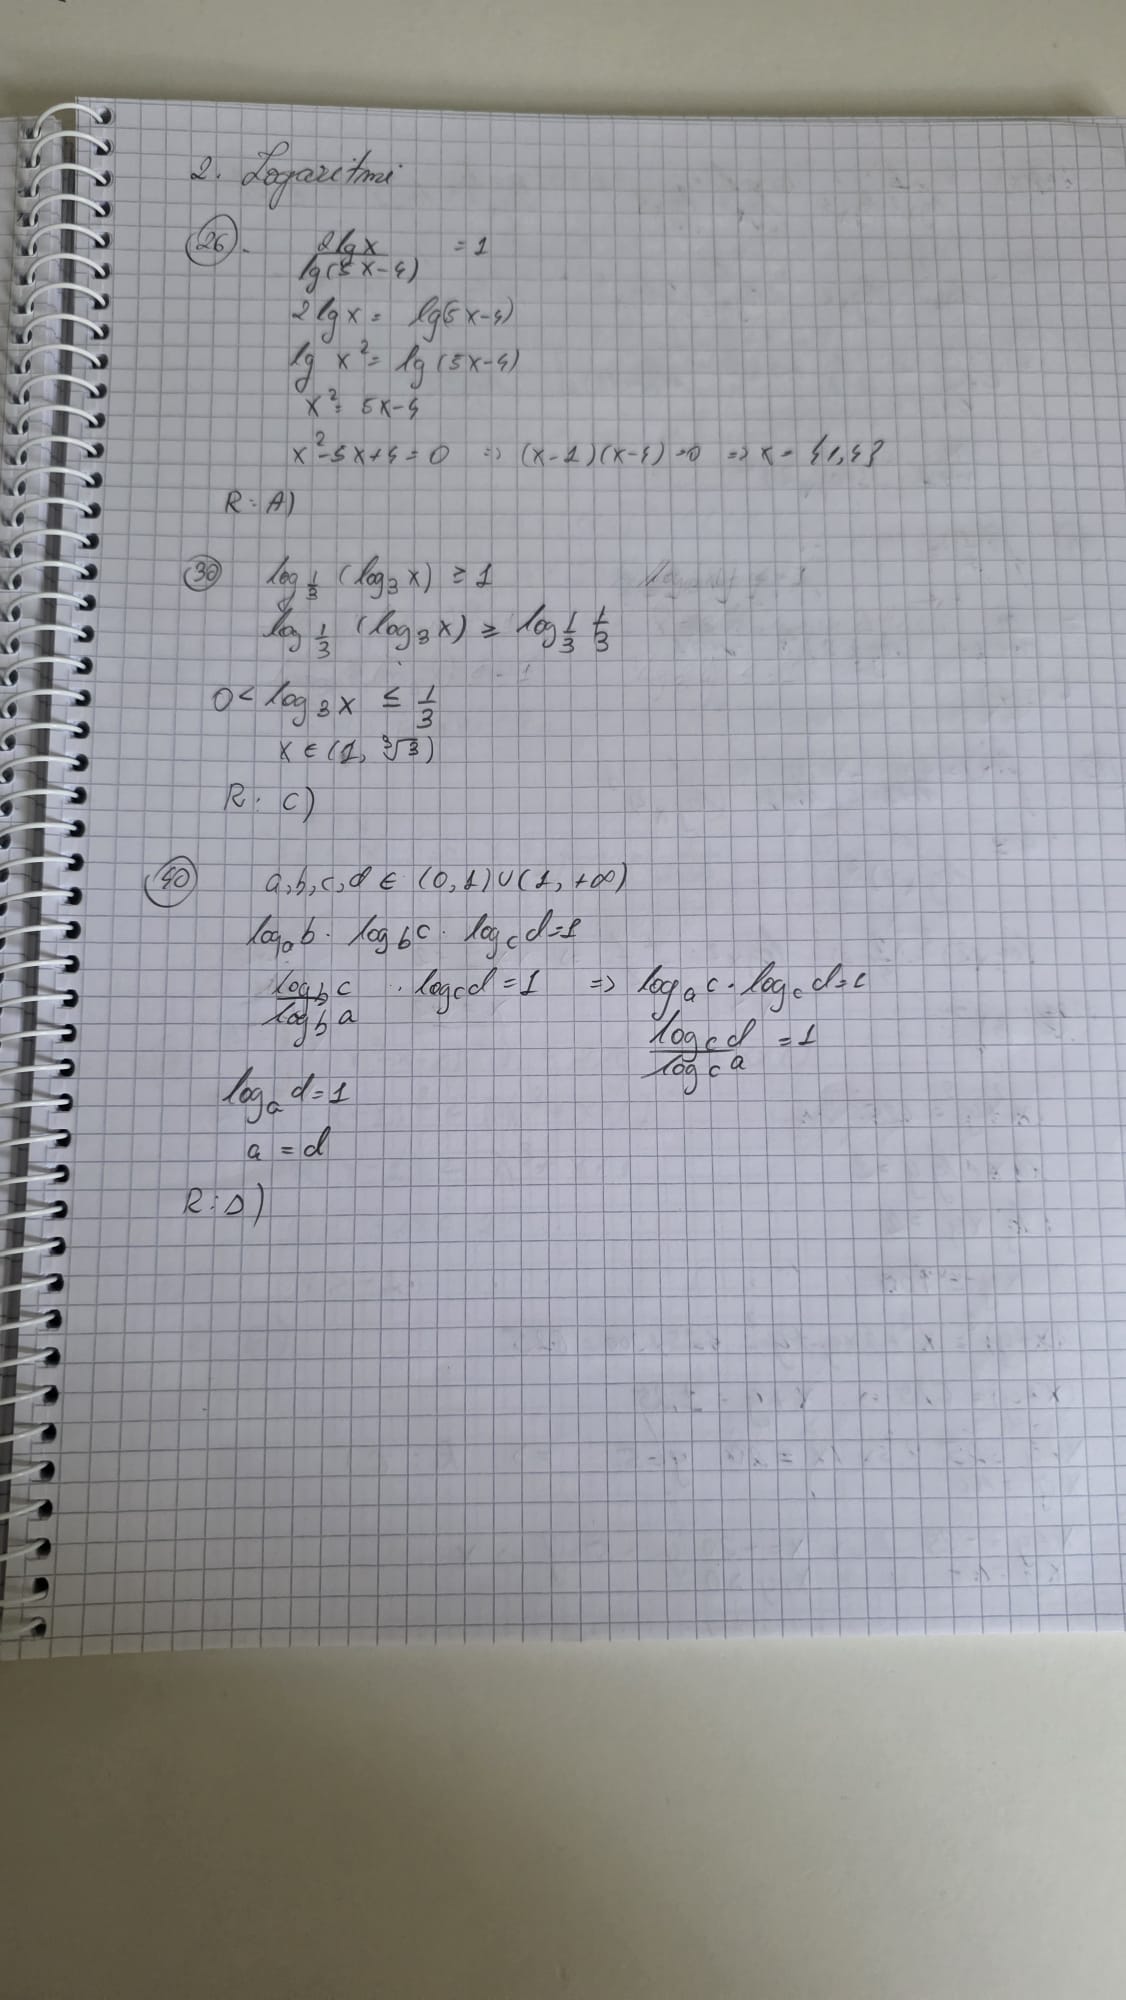 2. Logaritmi
26. 2lgx / lg(5x-4) = 1
2lgx = lg(5x-4)
lg x² = lg(5x-4)
x² = 5x-4
x²-5x+4=0 => (x-1)(x-4)=0 => x = {1,4}
R: A)
30 log_{1/3} (log_3 x) ≥ 1
log_{1/3} (log_3 x) ≥ log_{1/3} 1/3
0 < log_3 x ≤ 1/3
x ∈ (1, ∛3)
R: C)
40 a,b,c,d ∈ (0,1)∪(1,+∞)
log_a b · log_b c · log_c d=1
log_b c / log_b a · log_c d = 1 => log_a c · log_c d=c
log_c d / log_c a = 1
log_a d=1
a = d
R: D)